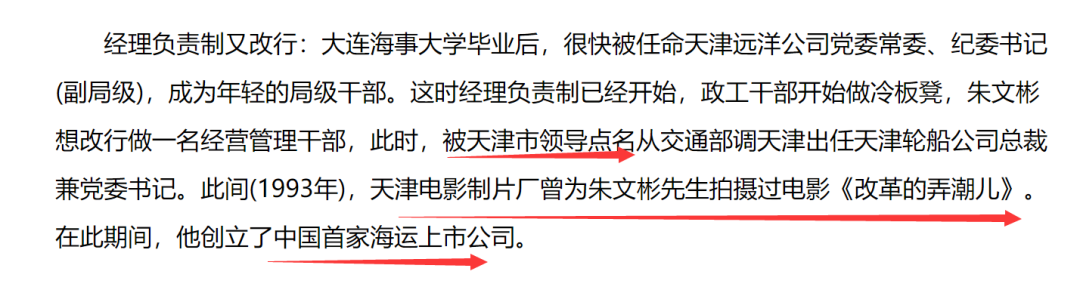 经理负责制又改行：大连海事大学毕业后，很快被任命天津远洋公司党委常委、纪委书记
(副局级)，成为年轻的局级干部。这时经理负责制已经开始，政工干部开始做冷板凳，朱文彬
想改行做一名经营管理干部，此时，被天津市领导点名从交通部调天津出任天津轮船公司总裁
兼党委书记。此间(1993年)，天津电影制片厂曾为朱文彬先生拍摄过电影《改革的弄潮儿》。
在此期间，他创立了中国首家海运上市公司。